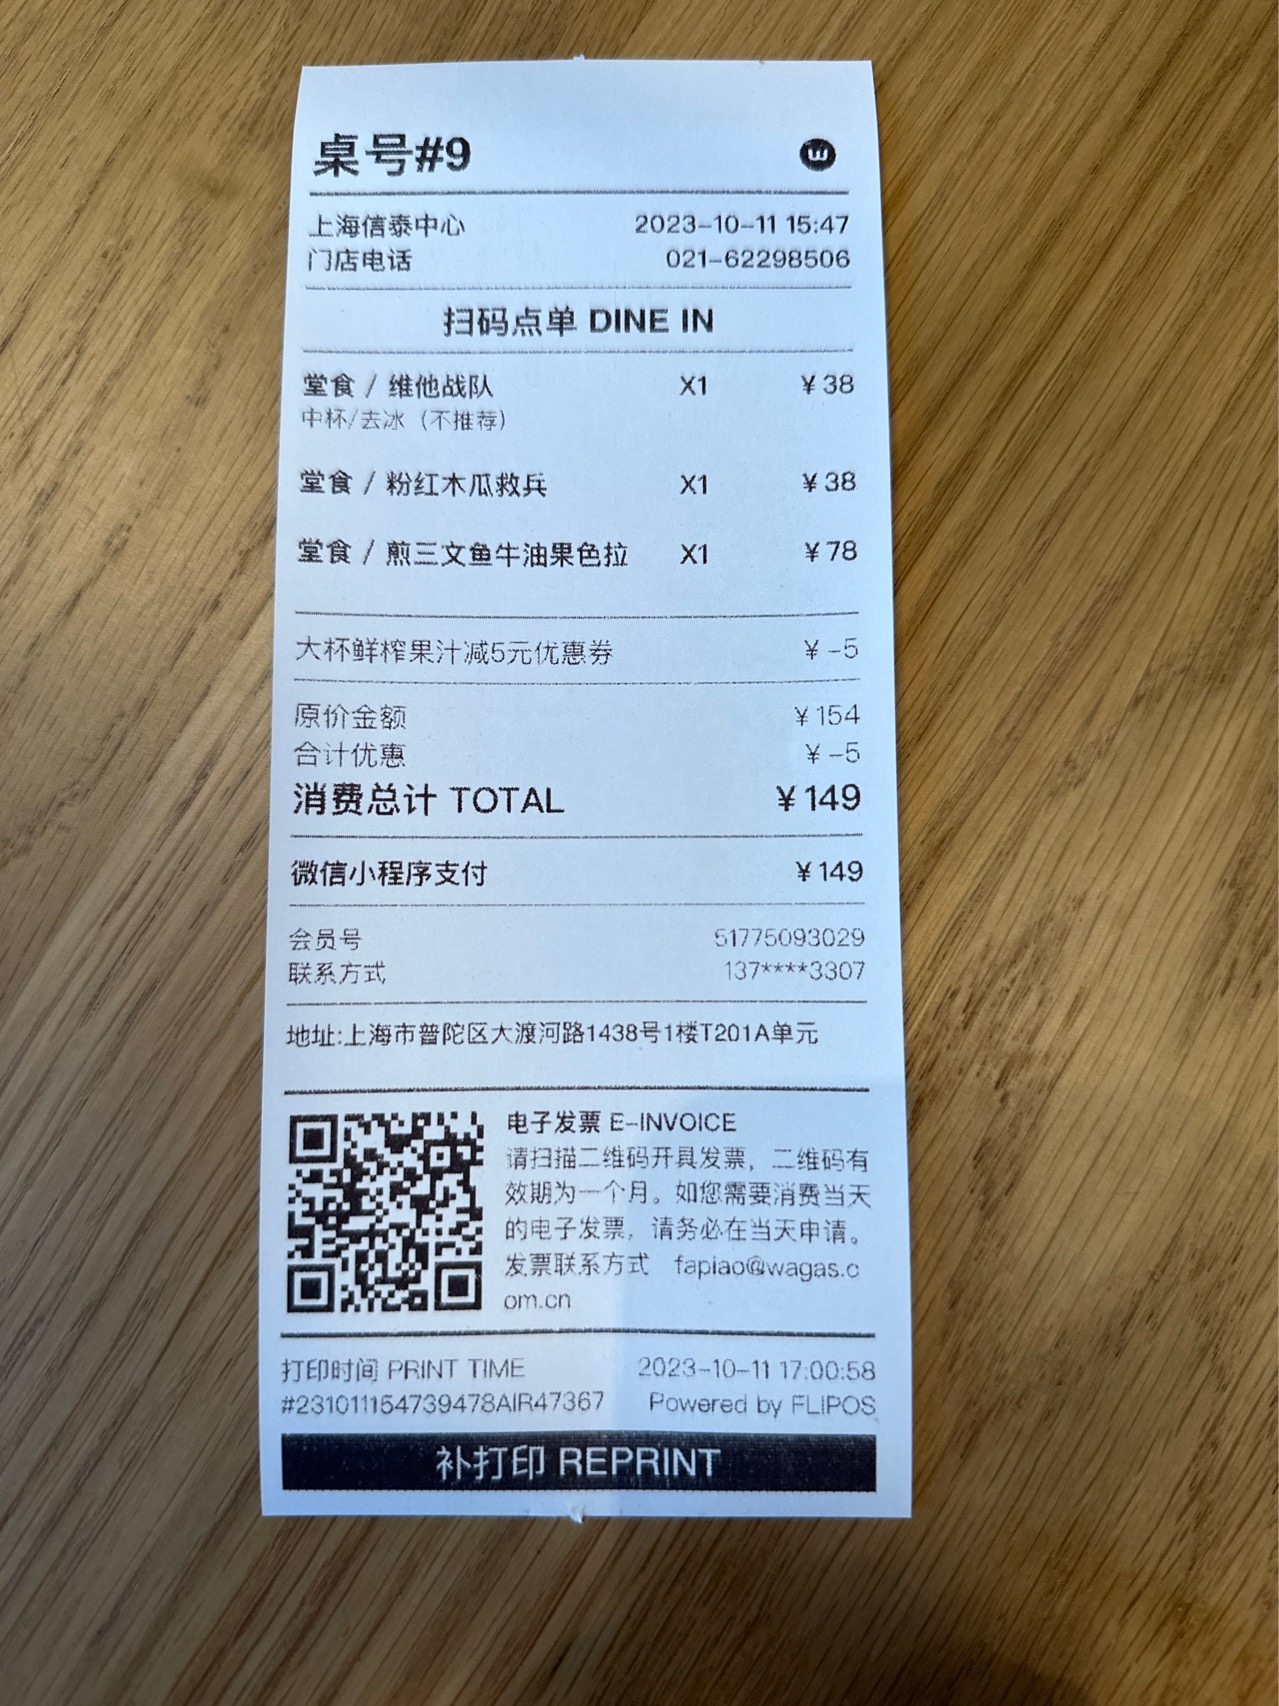 桌号#9
上海信泰中心 2023-10-11 15:47
门店电话 021-62298506
扫码点单 DINE IN
堂食 / 维他战队 X1 ¥38
中杯/去冰（不推荐）
堂食 / 粉红木瓜救兵 X1 ¥38
堂食 / 煎三文鱼牛油果色拉 X1 ¥78
大杯鲜榨果汁减5元优惠券 ¥-5
原价金额 ¥154
合计优惠 ¥-5
消费总计 TOTAL ¥149
微信小程序支付 ¥149
会员号 51775093029
联系方式 137****3307
地址:上海市普陀区大渡河路1438号1楼T201A单元
电子发票 E-INVOICE
请扫描二维码开具发票，二维码有
效期为一个月。如您需要消费当天
的电子发票，请务必在当天申请。
发票联系方式 fapiao@wagas.c
om.cn
打印时间 PRINT TIME 2023-10-11 17:00:58
#231011154739478AIR47367 Powered by FLIPOS
补打印 REPRINT